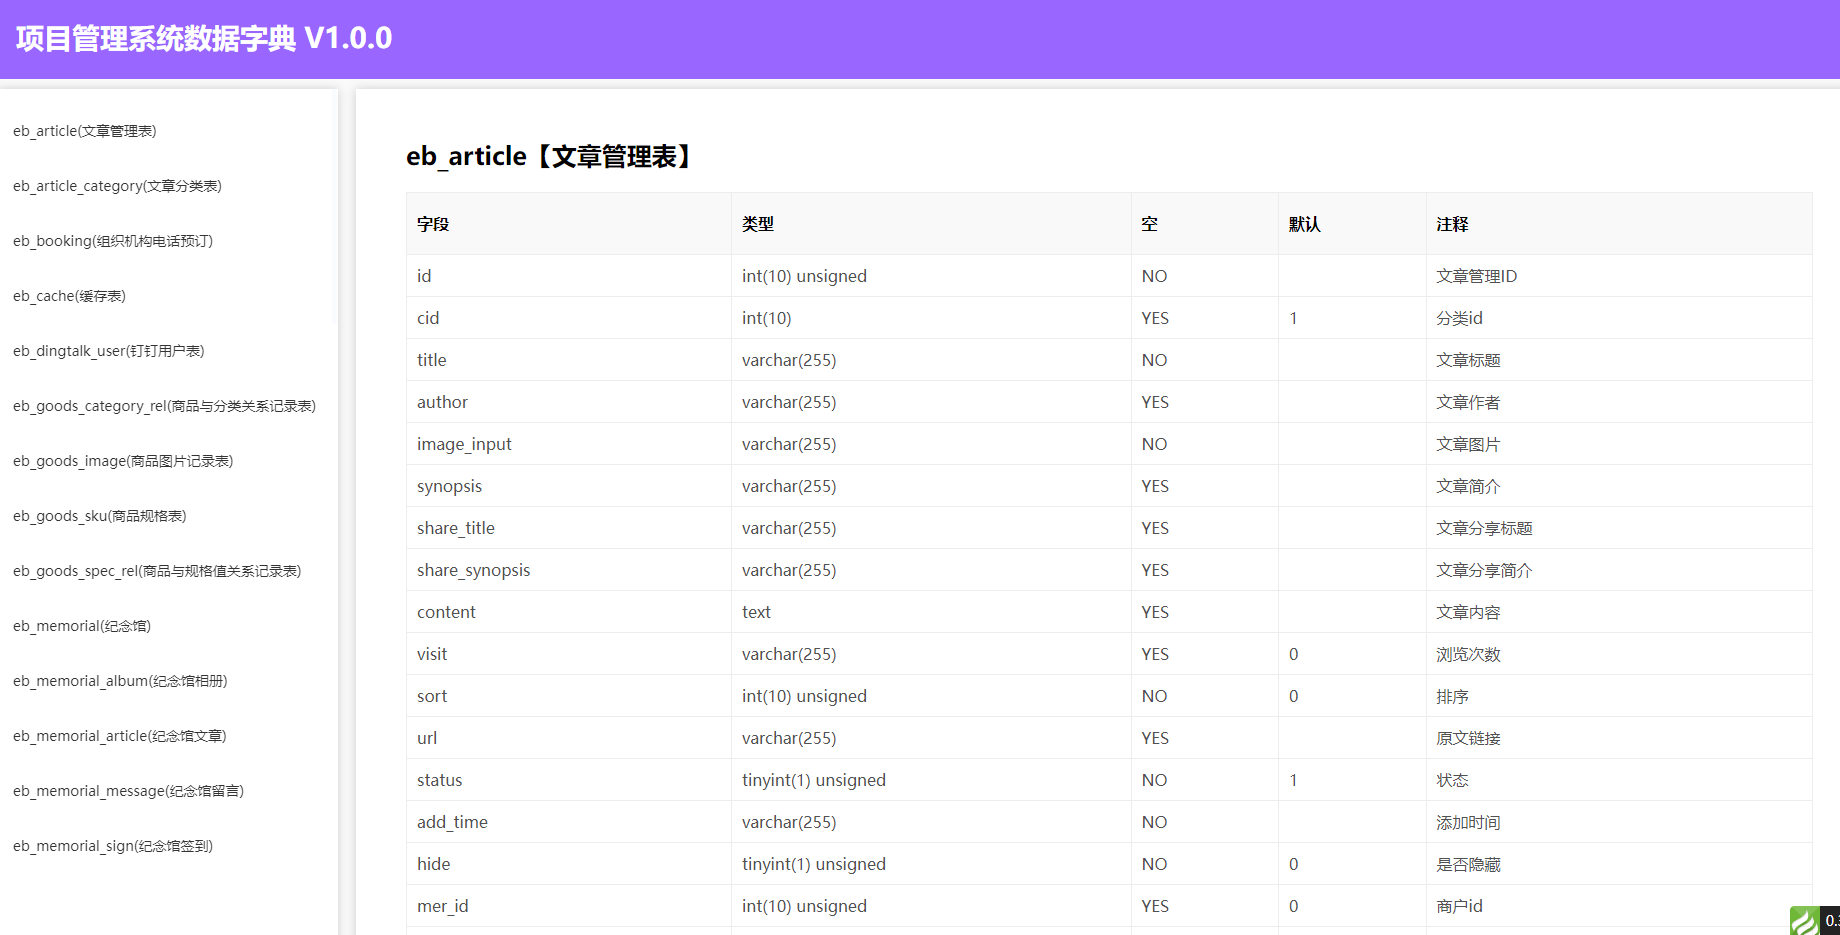 项目管理系统数据字典 V1.0.0
eb_article(文章管理表)
eb_article_category(文章分类表)
eb_booking(组织机构电话预订)
eb_cache(缓存表)
eb_dingtalk_user(钉钉用户表)
eb_goods_category_rel(商品与分类关系记录表)
eb_goods_image(商品图片记录表)
eb_goods_sku(商品规格表)
eb_goods_spec_rel(商品与规格值关系记录表)
eb_memorial(纪念馆)
eb_memorial_album(纪念馆相册)
eb_memorial_article(纪念馆文章)
eb_memorial_message(纪念馆留言)
eb_memorial_sign(纪念馆签到)
eb_article【文章管理表】
字段 类型 空 默认 注释
id int(10) unsigned NO 文章管理ID
cid int(10) YES 1 分类id
title varchar(255) NO 文章标题
author varchar(255) YES 文章作者
image_input varchar(255) NO 文章图片
synopsis varchar(255) YES 文章简介
share_title varchar(255) YES 文章分享标题
share_synopsis varchar(255) YES 文章分享简介
content text YES 文章内容
visit varchar(255) YES 0 浏览次数
sort int(10) unsigned NO 0 排序
url varchar(255) YES 原文链接
status tinyint(1) unsigned NO 1 状态
add_time varchar(255) NO 添加时间
hide tinyint(1) unsigned NO 0 是否隐藏
mer_id int(10) unsigned YES 0 商户id